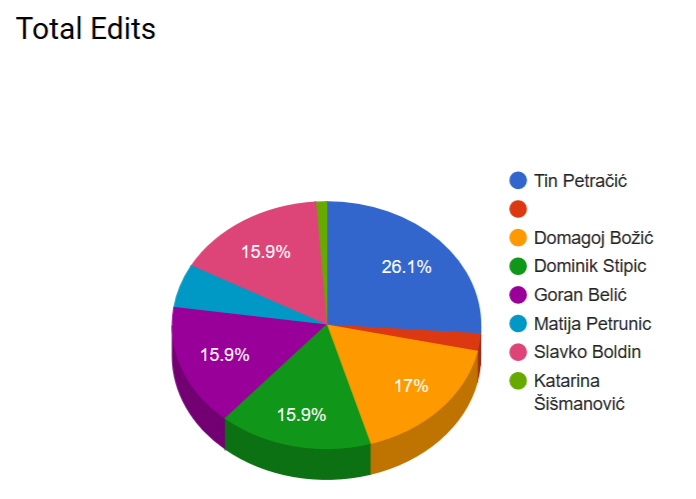 Total Edits
Tin Petračić
Domagoj Božić
Dominik Stipic
Goran Belić
Matija Petrunic
Slavko Boldin
Katarina
Šišmanović
26.1%
17%
15.9%
15.9%
15.9%